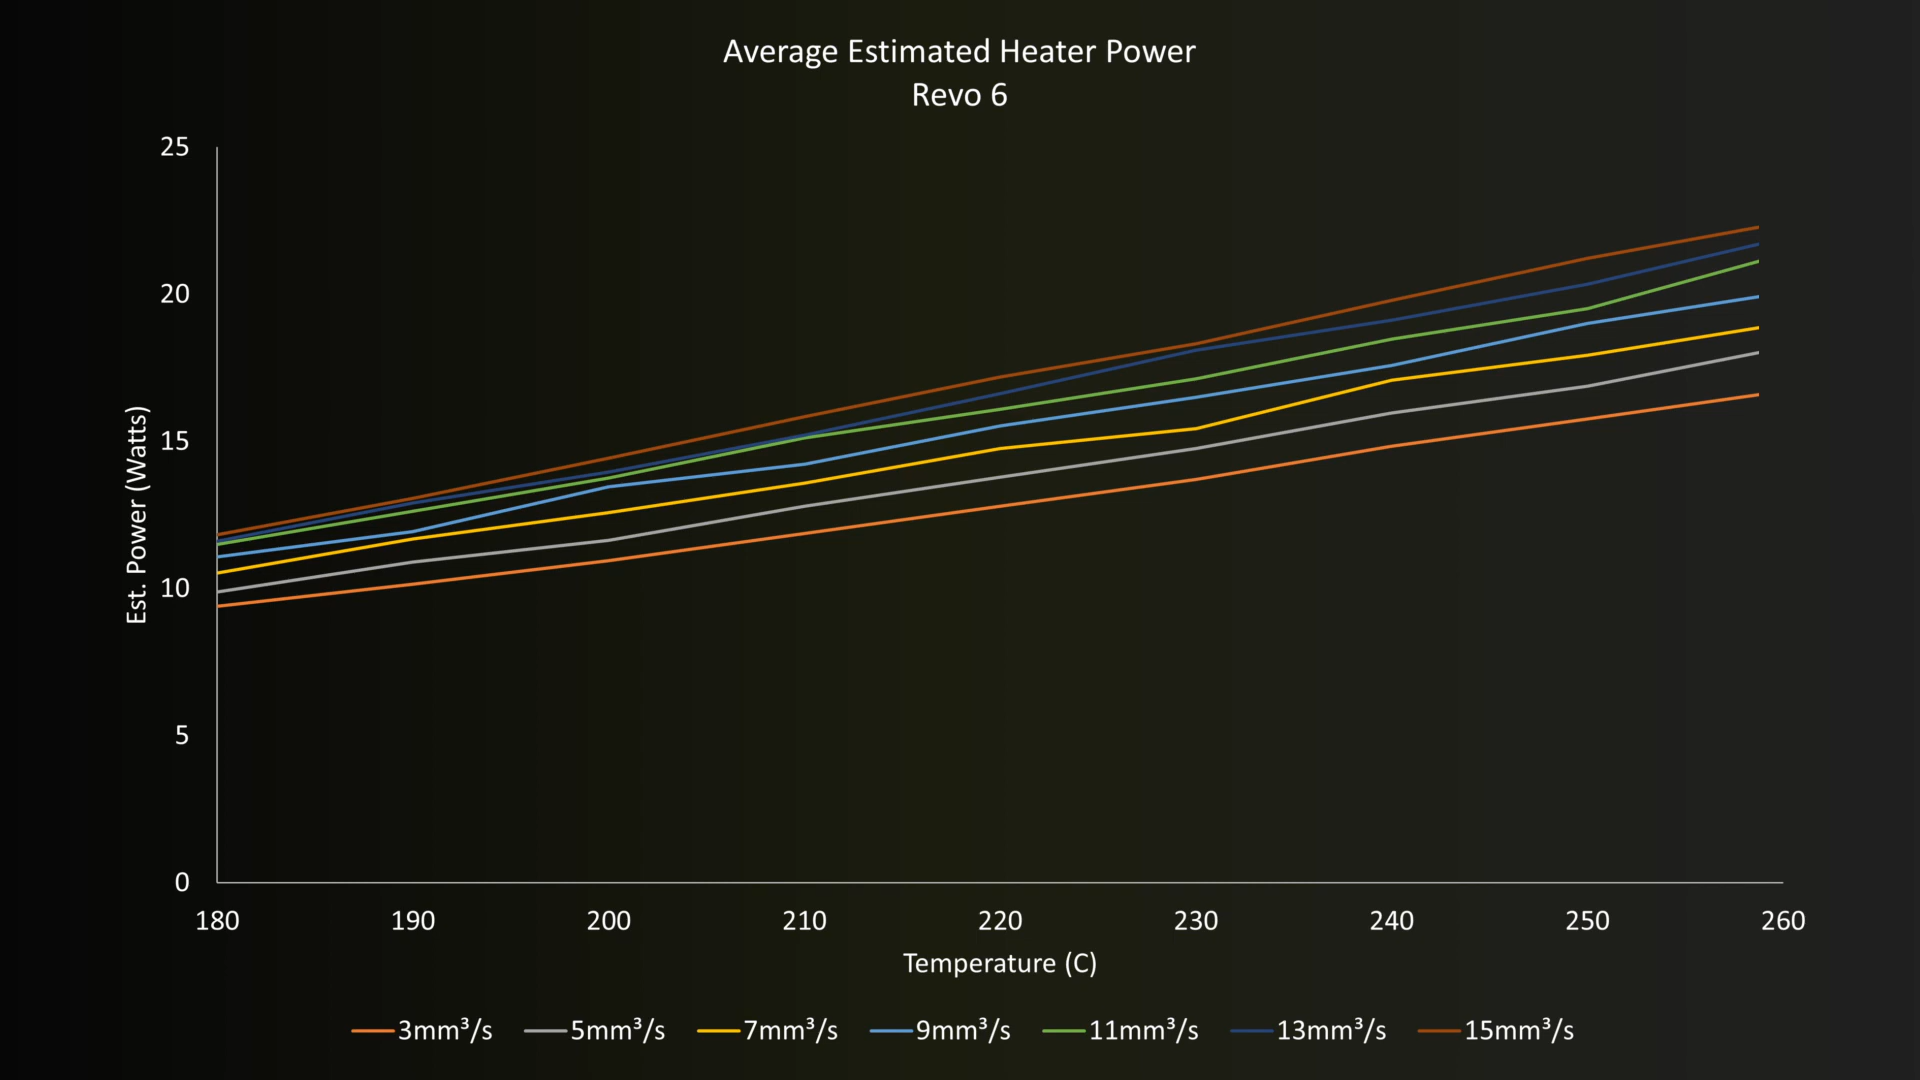 Average Estimated Heater Power
Revo 6
25
20
15
10
5
0
Est. Power (Watts)
180 190 200 210 220 230 240 250 260
Temperature (C)
3mm³/s 5mm³/s 7mm³/s 9mm³/s 11mm³/s 13mm³/s 15mm³/s